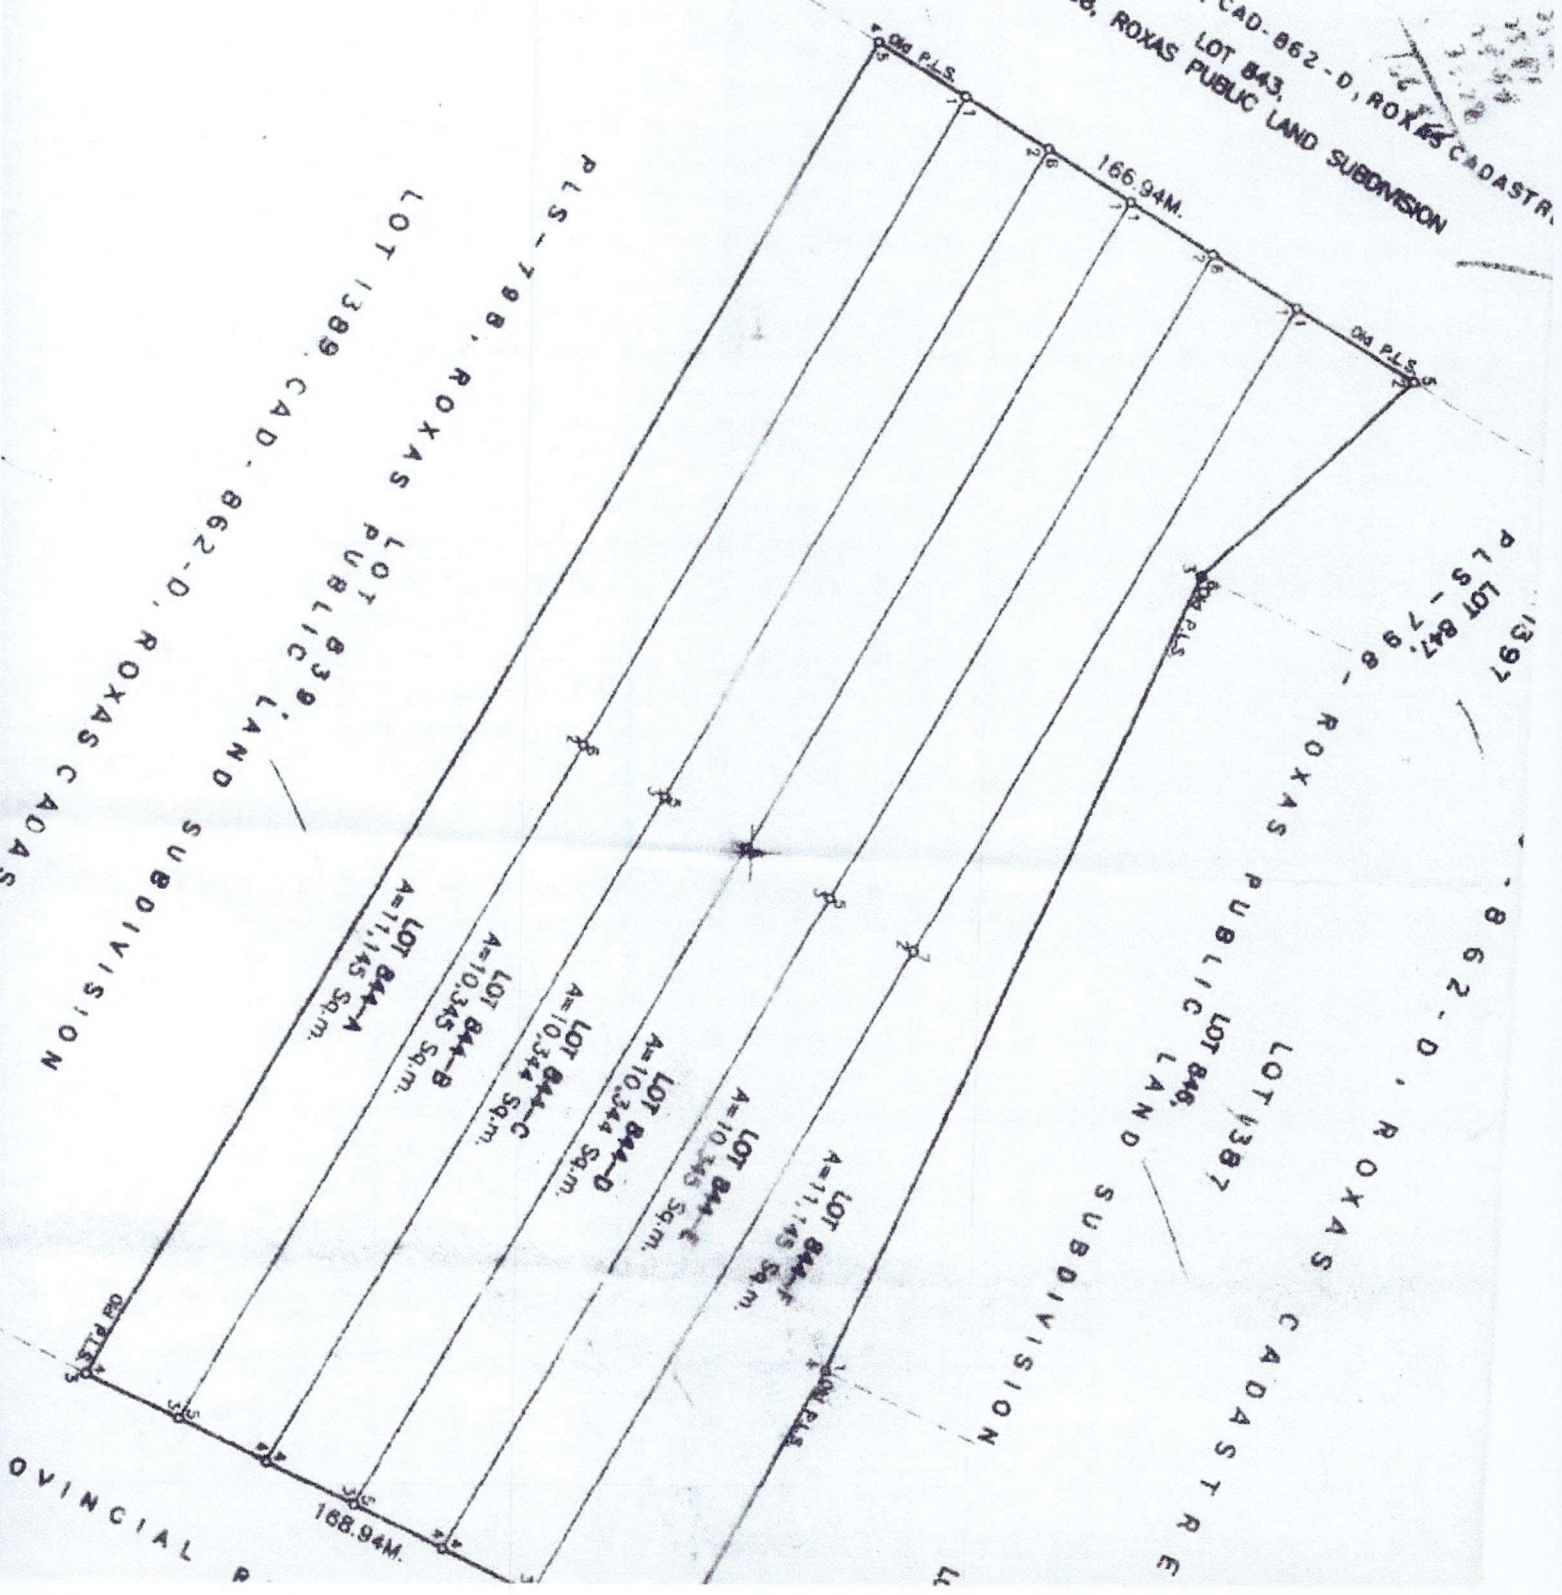 CAD-862-D, ROXAS CADASTR
LOT 843,
ROXAS PUBLIC LAND SUBDIVISION
Old P.L.S.
166.94M.
Old P.L.S.
PLS-798, ROXAS PUBLIC LAND SUBDIVISION
LOT 839,
LOT 1389 CAD-862-D, ROXAS CADAS
1397
LOT 847,
PLS-798 - ROXAS PUBLIC LAND SUBDIVISION
LOT 846,
LOT 1387
-862-D, ROXAS CADASTRE
Old P.L.S.
LOT 844-A
A=11,145 Sq.m.
LOT 844-B
A=10,345 Sq.m.
LOT 844-C
A=10,344 Sq.m.
LOT 844-D
A=10,344 Sq.m.
LOT 844-E
A=10,345 Sq.m.
LOT 844-F
A=11,145 Sq.m.
Old P.L.S.
P.L.S.
168.94M.
OVINCIAL R